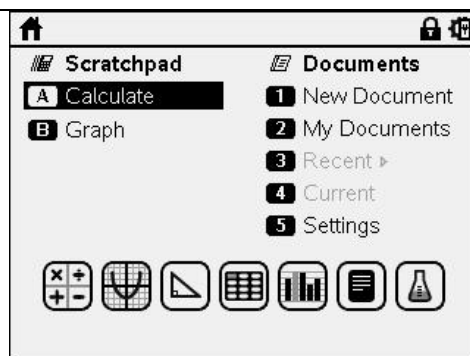 Scratchpad
A Calculate
B Graph
Documents
1 New Document
2 My Documents
3 Recent ▹
4 Current
5 Settings